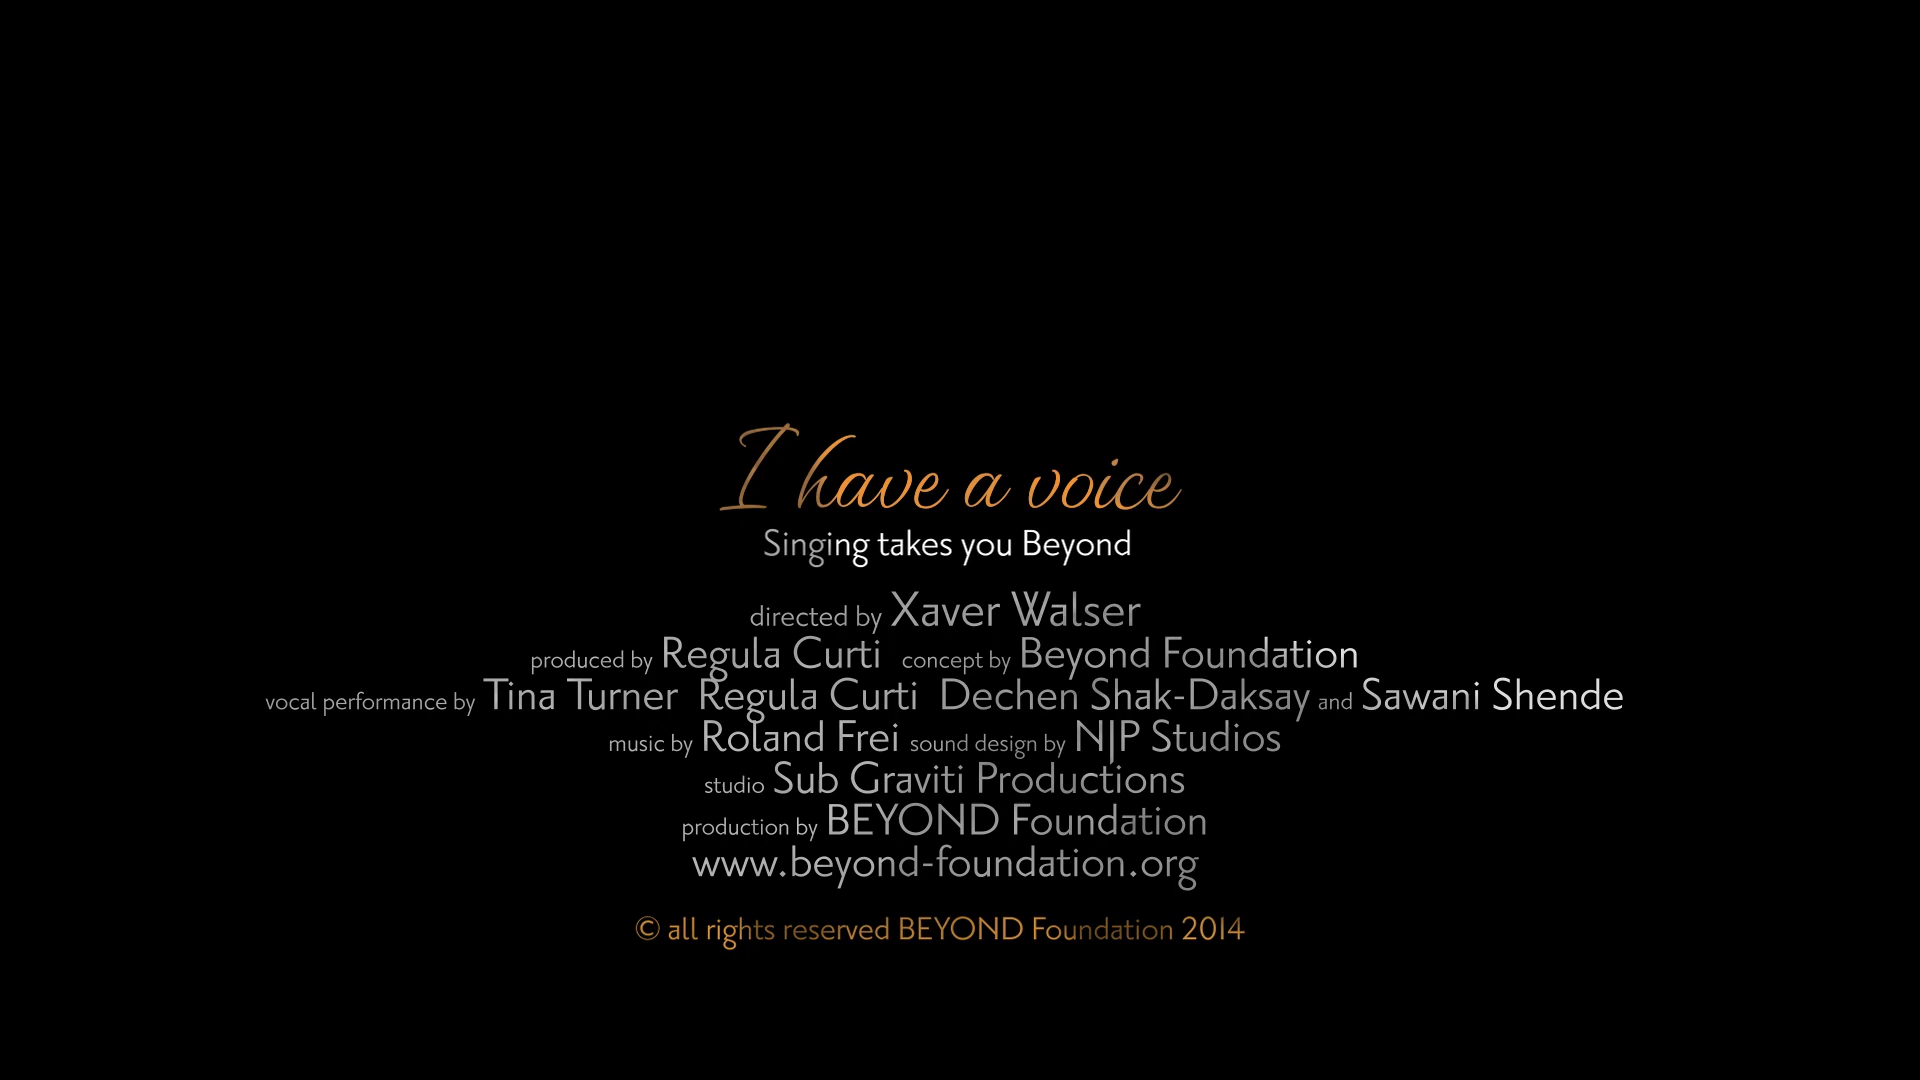 I have a voice
Singing takes you Beyond
directed by Xaver Walser
produced by Regula Curti concept by Beyond Foundation
vocal performance by Tina Turner Regula Curti Dechen Shak-Daksay and Sawani Shende
music by Roland Frei sound design by NJP Studios
studio Sub Graviti Productions
production by BEYOND Foundation
www.beyond-foundation.org
© all rights reserved BEYOND Foundation 2014